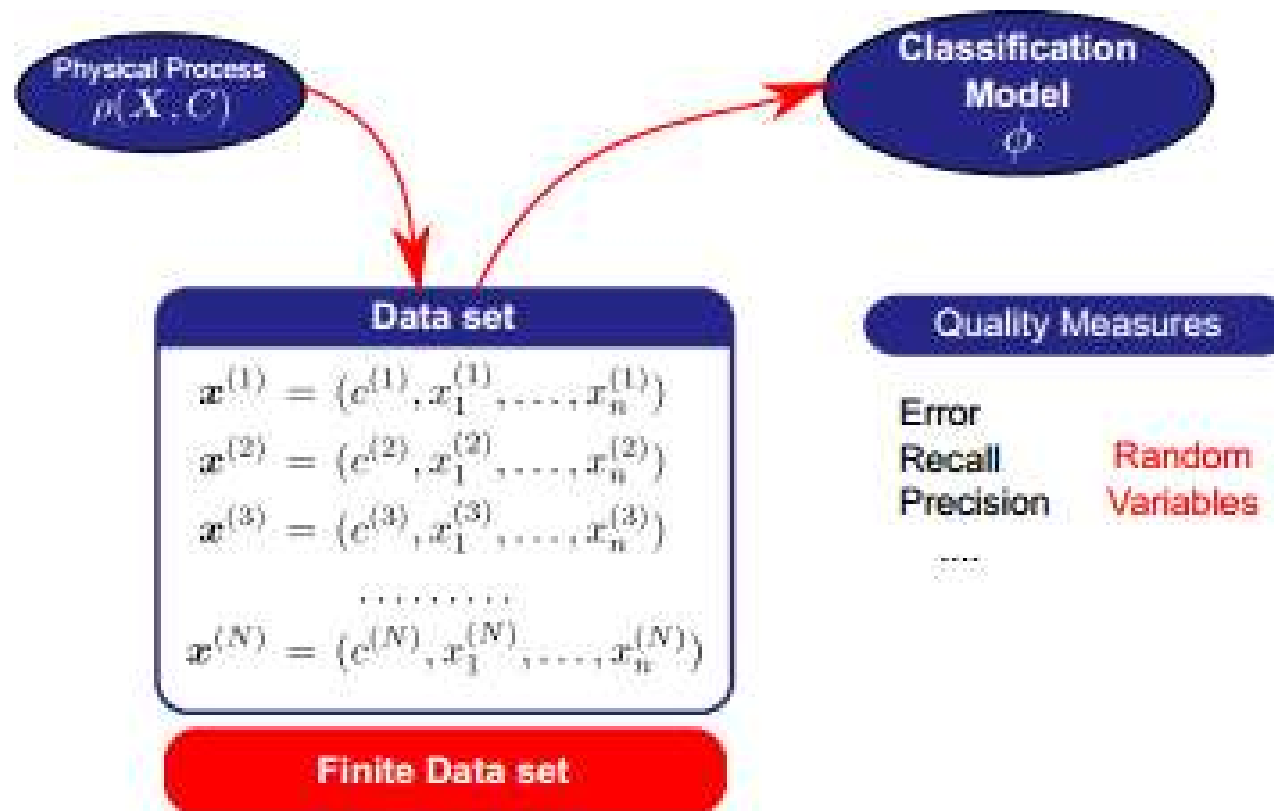 Physical Process
ρ(X, C)
Classification
Model
ϕ
Data set
x^(1) = (c^(1), x_1^(1), ..., x_n^(1))
x^(2) = (c^(2), x_1^(2), ..., x_n^(2))
x^(3) = (c^(3), x_1^(3), ..., x_n^(3))
.........
x^(N) = (c^(N), x_1^(N), ..., x_n^(N))
Finite Data set
Quality Measures
Error
Recall
Precision
....
Random
Variables